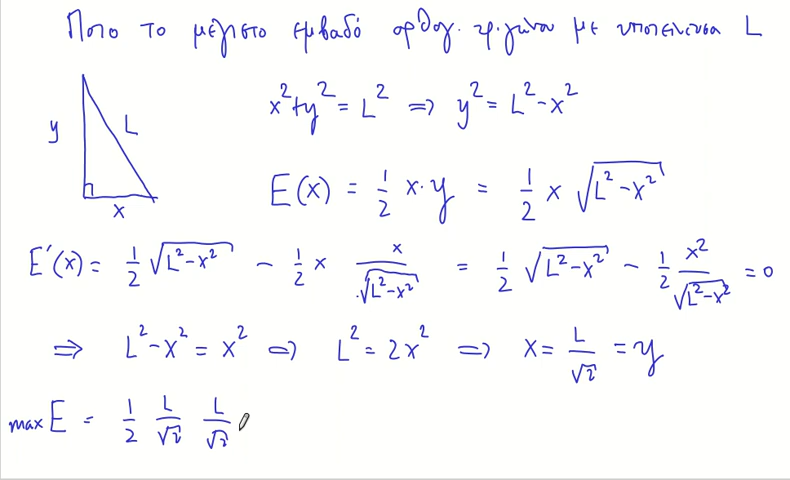 Ποιο το μέγιστο εμβαδό ορθογ. τριγώνου με υποτείνουσα L
y
L
x
x²+y² = L² ⇒ y² = L²-x²
E(x) = 1/2 x·y = 1/2 x √(L²-x²)
E'(x) = 1/2 √(L²-x²) - 1/2 x x/√(L²-x²) = 1/2 √(L²-x²) - 1/2 x²/√(L²-x²) = 0
⇒ L²-x² = x² ⇒ L² = 2x² ⇒ x = L/√2 = y
max E = 1/2 L/√2 L/√2